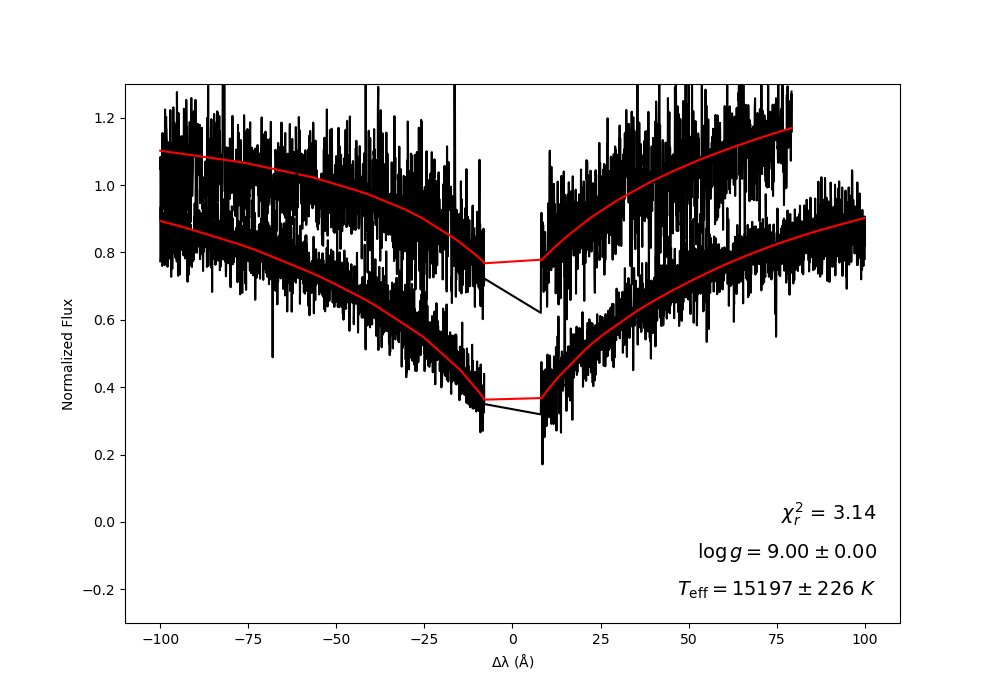 1.2
1.0
0.8
0.6
0.4
0.2
0.0
−0.2
Normalized Flux
χ²ᵣ = 3.14
log g = 9.00 ± 0.00
T_eff = 15197 ± 226 K
−100 −75 −50 −25 0 25 50 75 100
Δλ (Å)